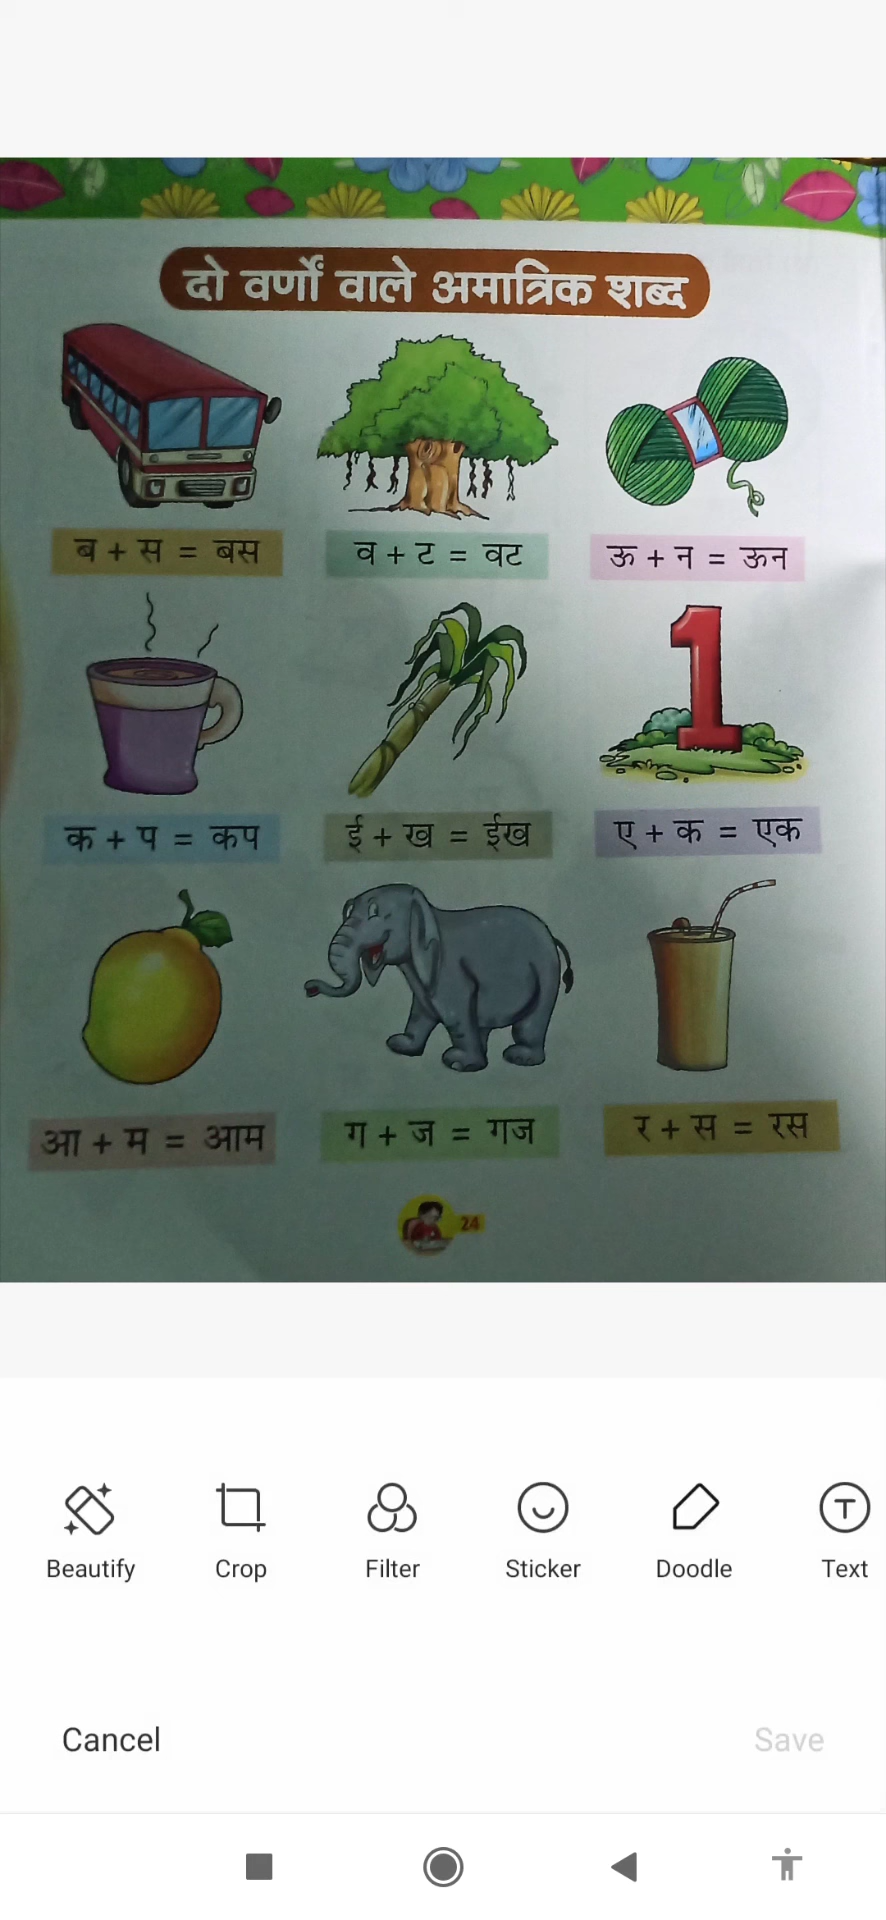 दो वर्णों वाले अमात्रिक शब्द
ब + स = बस
व + ट = वट
ऊ + न = ऊन
क + प = कप
ई + ख = ईख
ए + क = एक
आ + म = आम
ग + ज = गज
र + स = रस
24
Beautify
Crop
Filter
Sticker
Doodle
Text
Cancel
Save